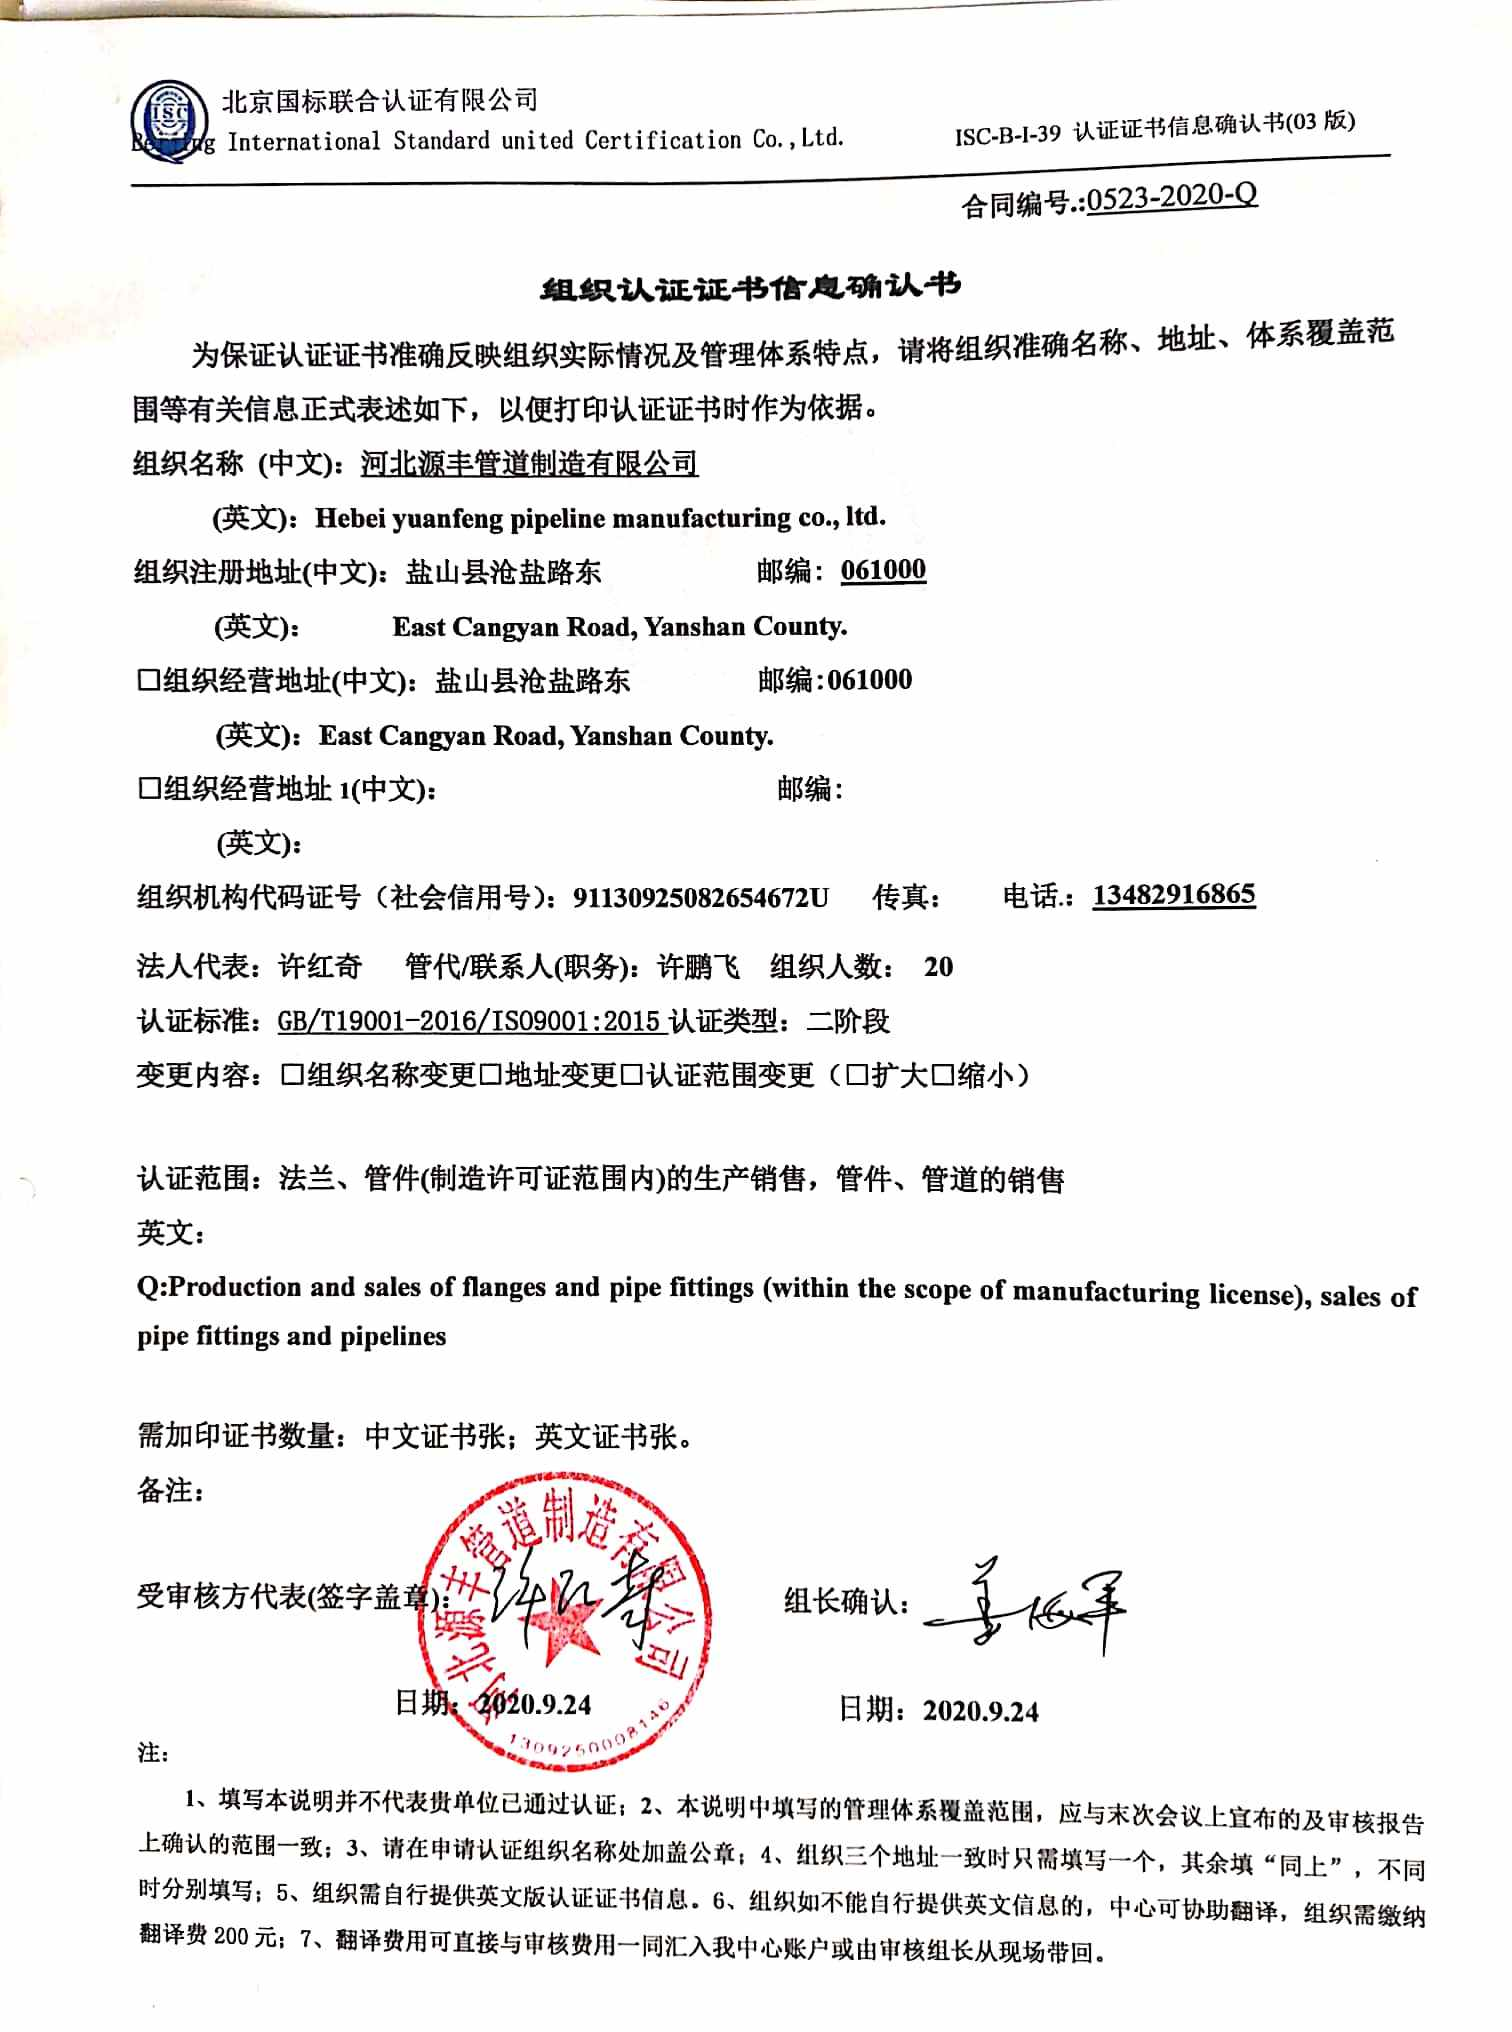 ISC
北京国标联合认证有限公司
Beijing International Standard united Certification Co.,Ltd.
ISC-B-I-39 认证证书信息确认书(03 版)
合同编号.:0523-2020-Q
组织认证证书信息确认书
为保证认证证书准确反映组织实际情况及管理体系特点，请将组织准确名称、地址、体系覆盖范
围等有关信息正式表述如下，以便打印认证证书时作为依据。
组织名称 (中文)：河北源丰管道制造有限公司
(英文)：Hebei yuanfeng pipeline manufacturing co., ltd.
组织注册地址(中文)：盐山县沧盐路东 邮编：061000
(英文)： East Cangyan Road, Yanshan County.
□组织经营地址(中文)：盐山县沧盐路东 邮编:061000
(英文)：East Cangyan Road, Yanshan County.
□组织经营地址 1(中文)： 邮编：
(英文)：
组织机构代码证号（社会信用号）：91130925082654672U 传真： 电话.：13482916865
法人代表：许红奇 管代/联系人(职务)：许鹏飞 组织人数： 20
认证标准：GB/T19001-2016/ISO9001:2015 认证类型：二阶段
变更内容：□组织名称变更□地址变更□认证范围变更（□扩大□缩小）
认证范围：法兰、管件(制造许可证范围内)的生产销售，管件、管道的销售
英文：
Q:Production and sales of flanges and pipe fittings (within the scope of manufacturing license), sales of
pipe fittings and pipelines
需加印证书数量：中文证书张；英文证书张。
备注：
河北源丰管道制造有限公司
受审核方代表(签字盖章)：许红奇 组长确认：
日期：2020.9.24 日期：2020.9.24
1309250008146
注：
1、填写本说明并不代表贵单位已通过认证；2、本说明中填写的管理体系覆盖范围，应与末次会议上宣布的及审核报告
上确认的范围一致；3、请在申请认证组织名称处加盖公章；4、组织三个地址一致时只需填写一个，其余填“同上”，不同
时分别填写；5、组织需自行提供英文版认证证书信息。6、组织如不能自行提供英文信息的，中心可协助翻译，组织需缴纳
翻译费 200 元；7、翻译费用可直接与审核费用一同汇入我中心账户或由审核组长从现场带回。